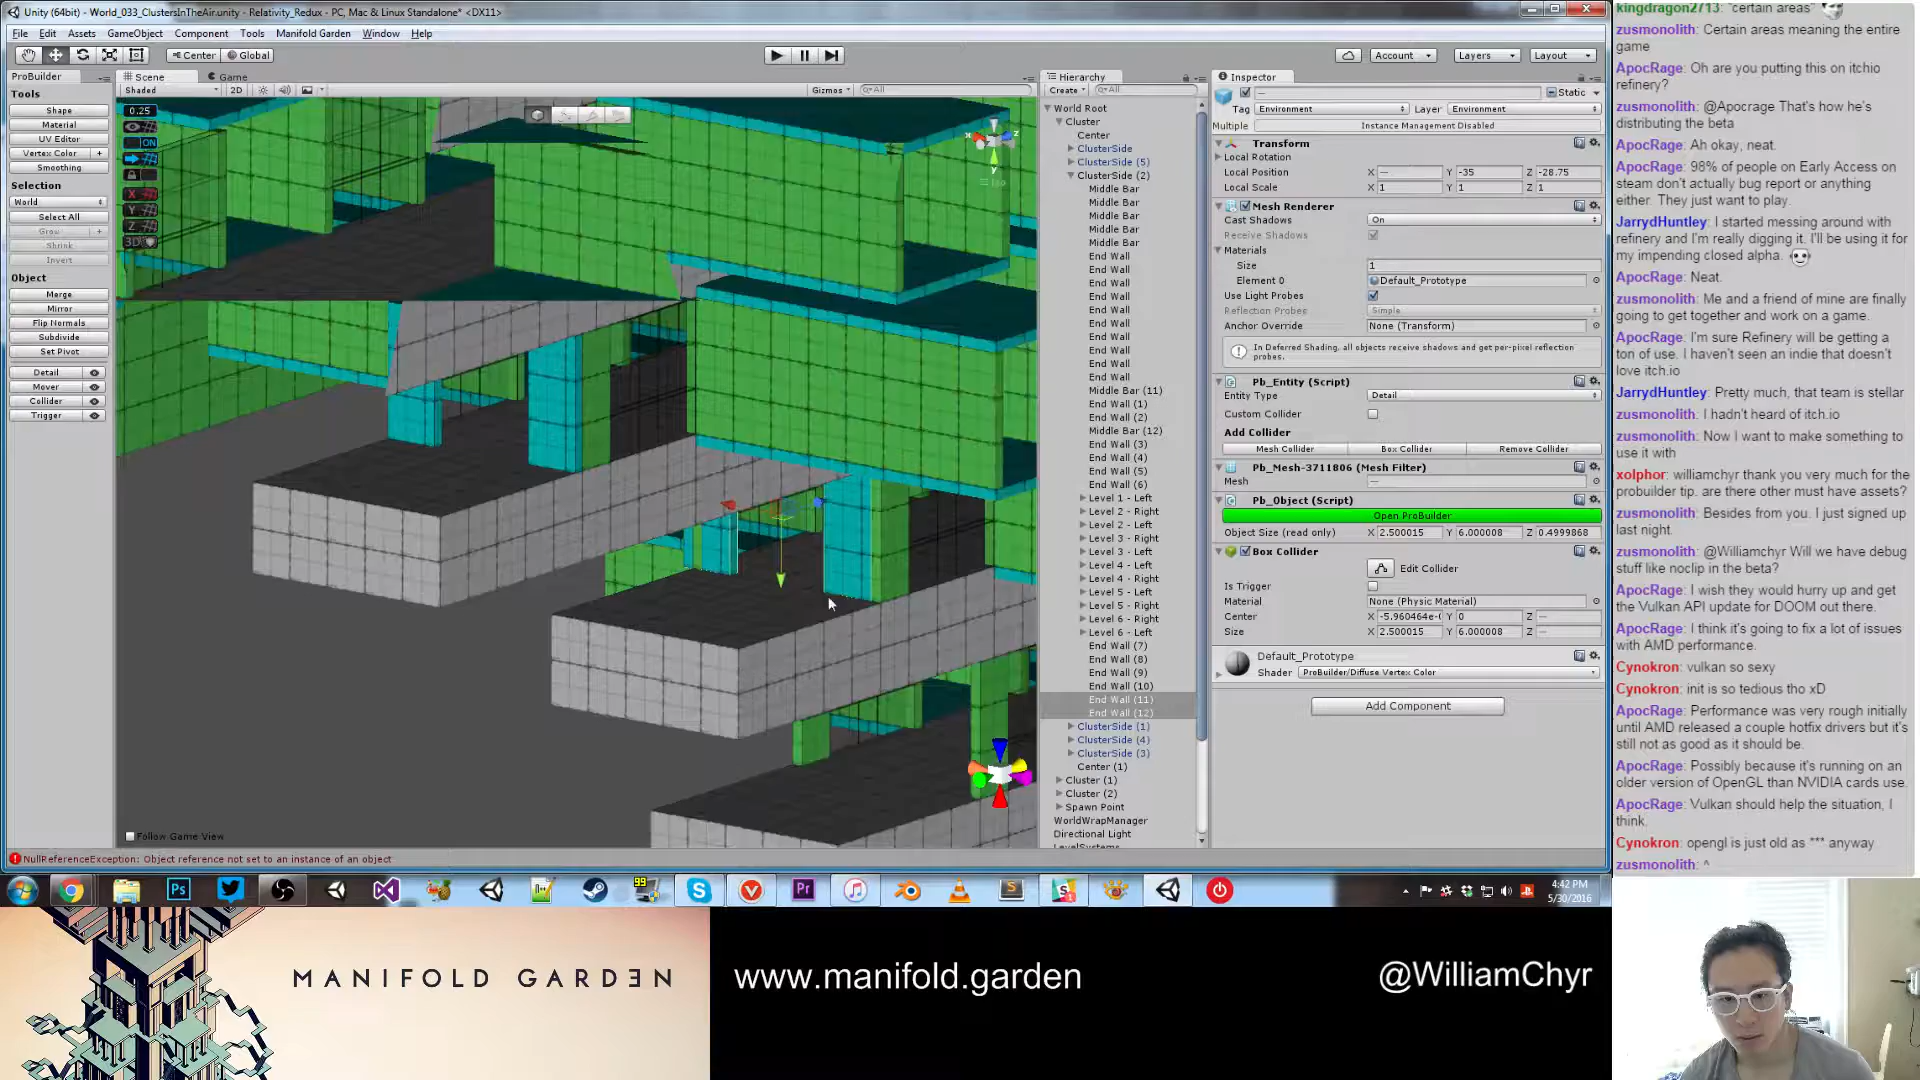 Unity (64bit) - World_033_ClustersInTheAir.unity - Relativity_Redux - PC, Mac & Linux Standalone* <DX11>
File Edit Assets GameObject Component Tools Manifold Garden Window Help
Center Global Account Layers Layout
ProBuilder
Tools
Shape
Material
UV Editor
Vertex Color +
Smoothing
Selection
World
Select All
Grow +
Shrink
Invert
Object
Merge
Mirror
Flip Normals
Subdivide
Set Pivot
Detail
Mover
Collider
Trigger
Scene Game
Shaded 2D Gizmos All
0.25
ON
X
Y
Z
3D
x z
y
Iso
Follow Game View
NullReferenceException: Object reference not set to an instance of an object
Hierarchy
Create All
World Root
Cluster
Center
ClusterSide
ClusterSide (5)
ClusterSide (2)
Middle Bar
Middle Bar
Middle Bar
Middle Bar
Middle Bar
End Wall
End Wall
End Wall
End Wall
End Wall
End Wall
End Wall
End Wall
End Wall
End Wall
Middle Bar (11)
End Wall (1)
End Wall (2)
Middle Bar (12)
End Wall (3)
End Wall (4)
End Wall (5)
End Wall (6)
Level 1 - Left
Level 2 - Right
Level 2 - Left
Level 3 - Right
Level 3 - Left
Level 4 - Left
Level 4 - Right
Level 5 - Left
Level 5 - Right
Level 6 - Right
Level 6 - Left
End Wall (7)
End Wall (8)
End Wall (9)
End Wall (10)
End Wall (11)
End Wall (12)
ClusterSide (1)
ClusterSide (4)
ClusterSide (3)
Center (1)
Cluster (1)
Cluster (2)
Spawn Point
WorldWrapManager
Directional Light
LevelSystems
Inspector
— Static
Tag Environment Layer Environment
Multiple Instance Management Disabled
Transform
Local Rotation
Local Position X — Y -35 Z -28.75
Local Scale X 1 Y 1 Z 1
Mesh Renderer
Cast Shadows On
Receive Shadows
Materials
Size 1
Element 0 Default_Prototype
Use Light Probes
Reflection Probes Simple
Anchor Override None (Transform)
In Deferred Shading, all objects receive shadows and get per-pixel reflection
probes.
Pb_Entity (Script)
Entity Type Detail
Custom Collider
Add Collider
Mesh Collider Box Collider Remove Collider
Pb_Mesh-3711806 (Mesh Filter)
Mesh —
Pb_Object (Script)
Open ProBuilder
Object Size (read only) X 2.500015 Y 6.000008 Z 0.4999868
Box Collider
Edit Collider
Is Trigger
Material None (Physic Material)
Center X -5.960464e-( Y 0 Z —
Size X 2.500015 Y 6.000008 Z —
Default_Prototype
Shader ProBuilder/Diffuse Vertex Color
Add Component
kingdragon2713: "certain areas"
zusmonolith: Certain areas meaning the entire
game
ApocRage: Oh are you putting this on itchio
refinery?
zusmonolith: @Apocrage That's how he's
distributing the beta
ApocRage: Ah okay, neat.
ApocRage: 98% of people on Early Access on
steam don't actually bug report or anything
either. They just want to play.
JarrydHuntley: I started messing around with
refinery and I'm really digging it. I'll be using it for
my impending closed alpha.
ApocRage: Neat.
zusmonolith: Me and a friend of mine are finally
going to get together and work on a game.
ApocRage: I'm sure Refinery will be getting a
ton of use. I haven't seen an indie that doesn't
love itch.io
JarrydHuntley: Pretty much, that team is stellar
zusmonolith: I hadn't heard of itch.io
zusmonolith: Now I want to make something to
use it with
xolphor: williamchyr thank you very much for the
probuilder tip. are there other must have assets?
zusmonolith: Besides from you. I just signed up
last night.
zusmonolith: @Williamchyr Will we have debug
stuff like noclip in the beta?
ApocRage: I wish they would hurry up and get
the Vulkan API update for DOOM out there.
ApocRage: I think it's going to fix a lot of issues
with AMD performance.
Cynokron: vulkan so sexy
Cynokron: init is so tedious tho xD
ApocRage: Performance was very rough initially
until AMD released a couple hotfix drivers but it's
still not as good as it should be.
ApocRage: Possibly because it's running on an
older version of OpenGL than NVIDIA cards use.
ApocRage: Vulkan should help the situation, I
think.
Cynokron: opengl is just old as *** anyway
zusmonolith: ^
Ps 99 Pr S
4:42 PM
5/30/2016
MANIFOLD GARDƎN
www.manifold.garden
@WilliamChyr